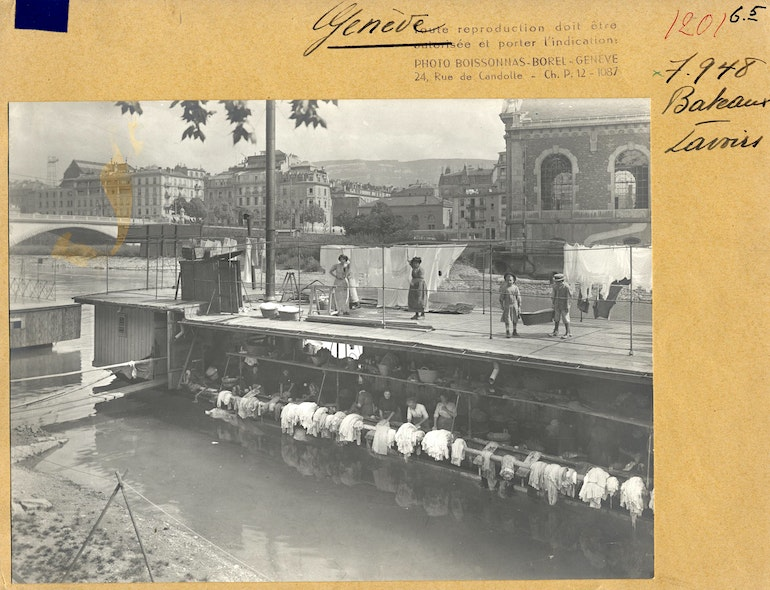 Genève
Toute reproduction doit être
autorisée et porter l'indication:
PHOTO BOISSONNAS-BOREL-GENÈVE
24, Rue de Candolle - Ch. P. 12 - 1087
1201
6.5
x 7.948
Bateaux
Lavoirs